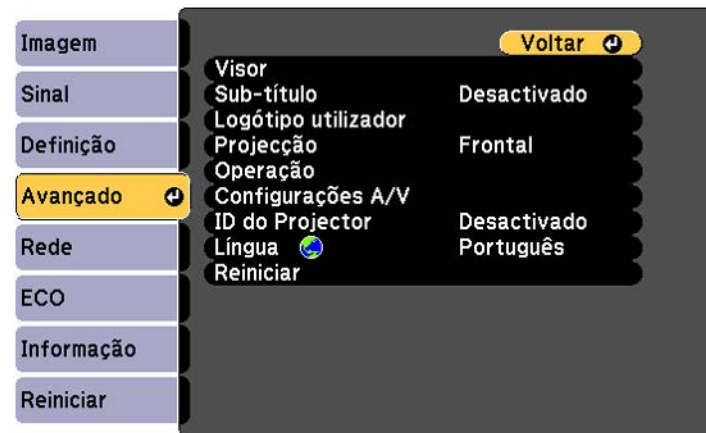 Imagem
Sinal
Definição
Avançado
Rede
ECO
Informação
Reiniciar
Voltar
Visor
Sub-título Desactivado
Logótipo utilizador
Projecção Frontal
Operação
Configurações A/V
ID do Projector Desactivado
Língua Português
Reiniciar